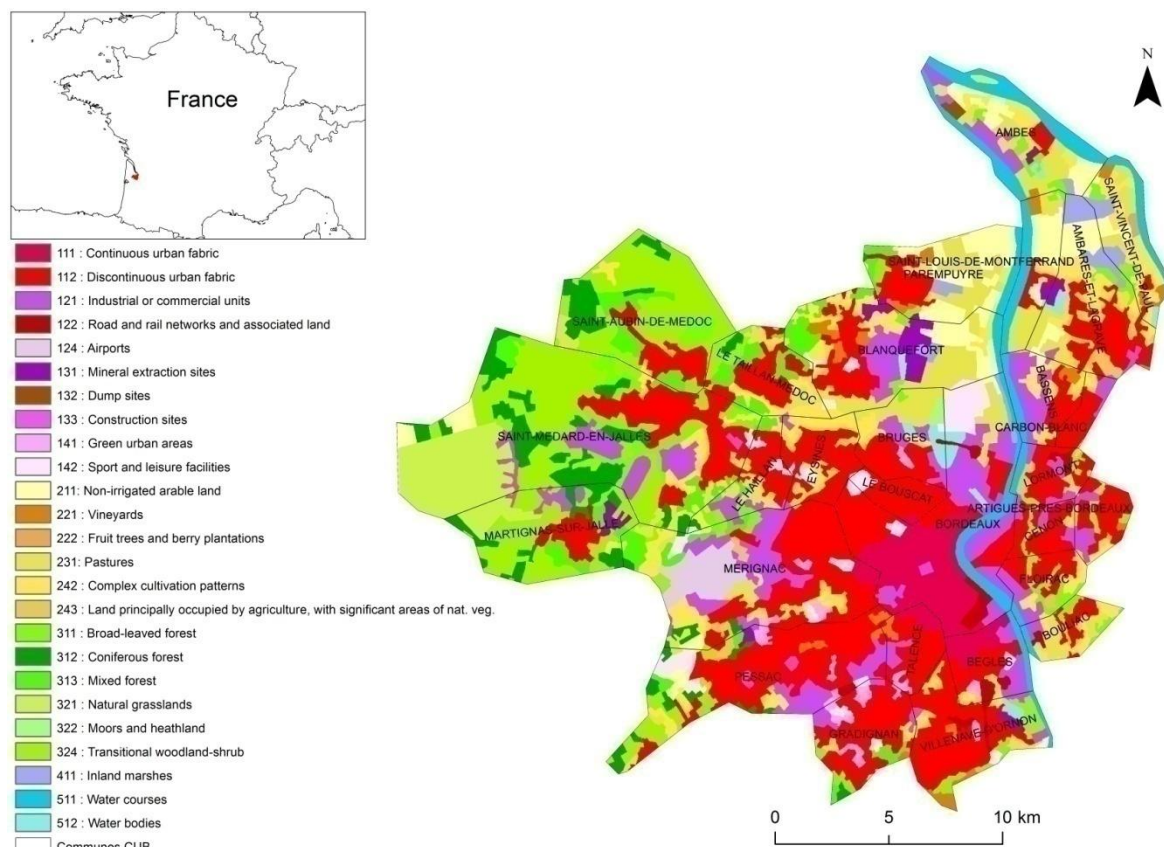 France
N
111 : Continuous urban fabric
112 : Discontinuous urban fabric
121 : Industrial or commercial units
122 : Road and rail networks and associated land
124 : Airports
131 : Mineral extraction sites
132 : Dump sites
133 : Construction sites
141 : Green urban areas
142 : Sport and leisure facilities
211: Non-irrigated arable land
221 : Vineyards
222 : Fruit trees and berry plantations
231: Pastures
242 : Complex cultivation patterns
243 : Land principally occupied by agriculture, with significant areas of nat. veg.
311 : Broad-leaved forest
312 : Coniferous forest
313 : Mixed forest
321 : Natural grasslands
322 : Moors and heathland
324 : Transitional woodland-shrub
411 : Inland marshes
511 : Water courses
512 : Water bodies
Communes CUB
AMBES
SAINT-VINCENT-DE-PAUL
AMBARES-ET-LAGRAVE
SAINT-LOUIS-DE-MONTFERRAND
PAREMPUYRE
SAINT-AUBIN-DE-MEDOC
BLANQUEFORT
LE TAILLAN-MEDOC
BASSENS
CARBON-BLANC
SAINT-MEDARD-EN-JALLES
BRUGES
EYSINES
LE HAILLAN
LE BOUSCAT
LORMONT
ARTIGUES-PRES-BORDEAUX
MARTIGNAS-SUR-JALLE
BORDEAUX
CENON
MERIGNAC
FLOIRAC
BOULIAC
TALENCE
BEGLES
PESSAC
GRADIGNAN
VILLENAVE-D'ORNON
0 5 10 km